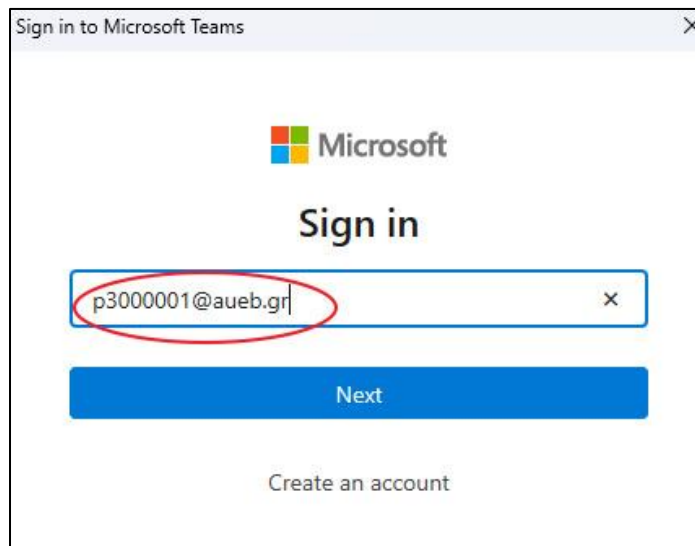 Sign in to Microsoft Teams
Microsoft
Sign in
p3000001@aueb.gr
Next
Create an account